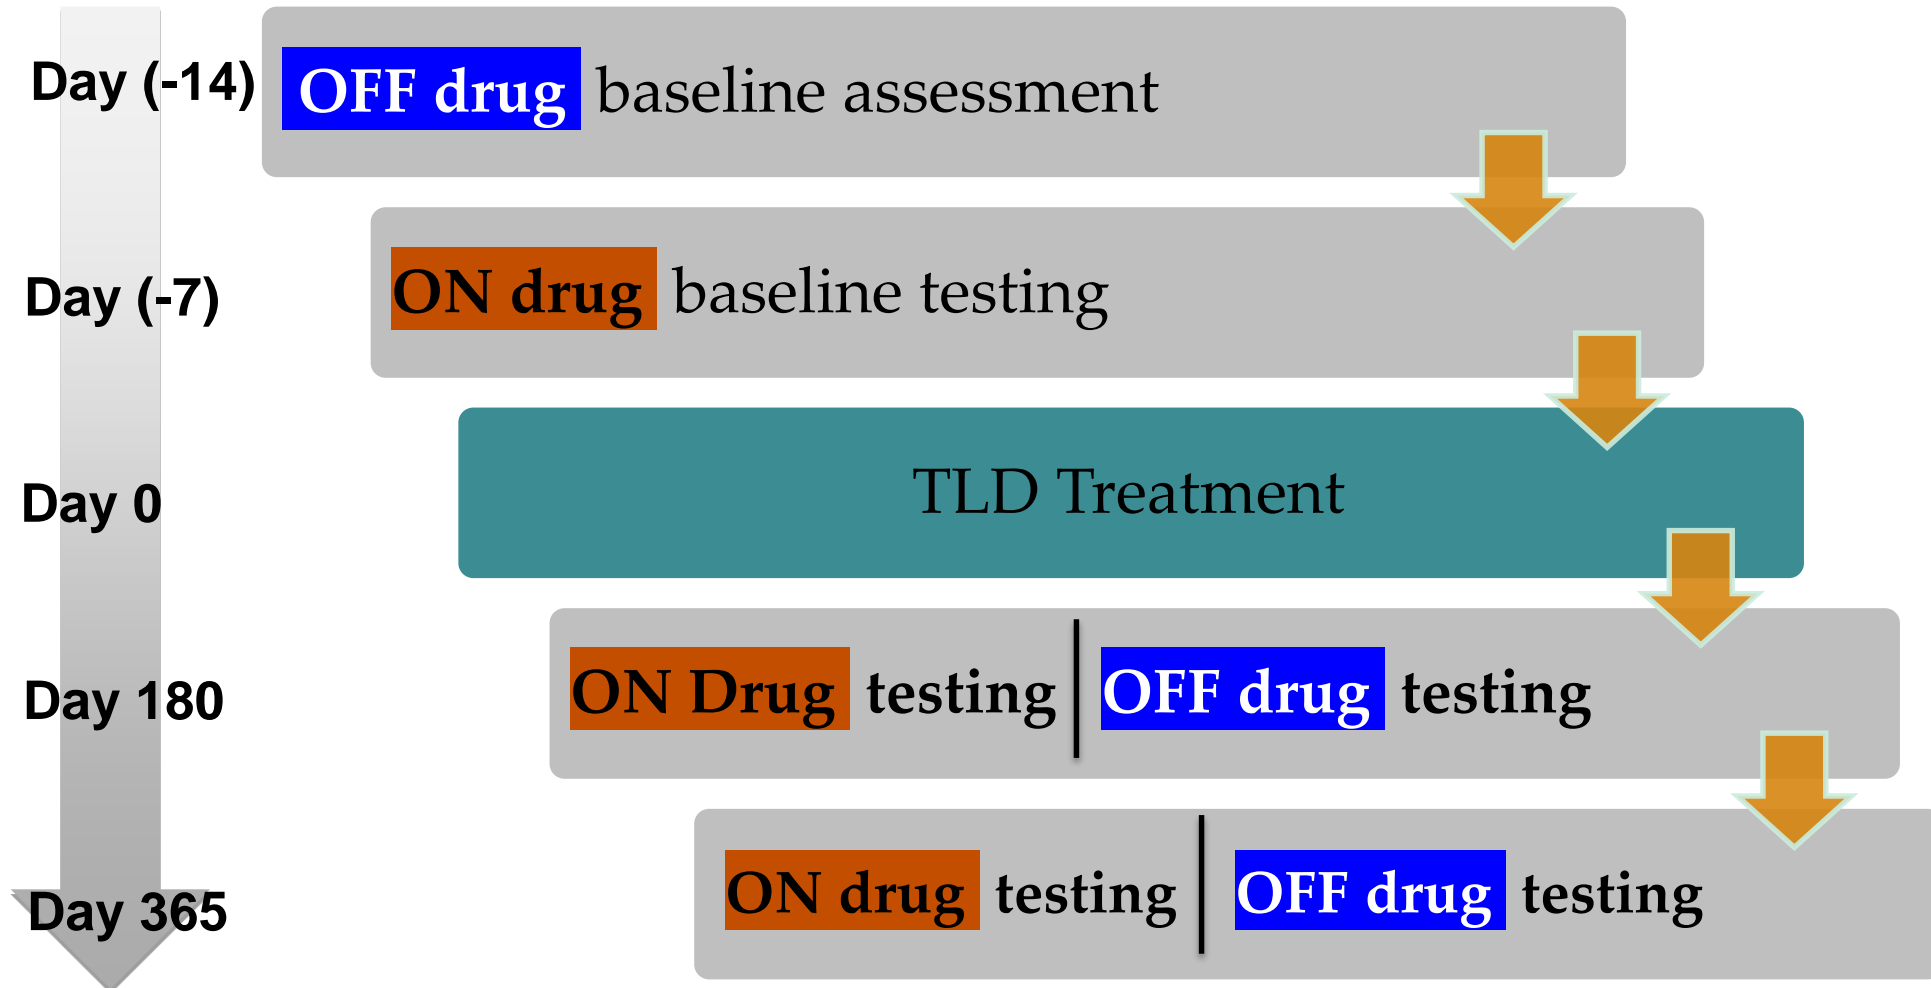 Day (-14) OFF drug baseline assessment
Day (-7) ON drug baseline testing
Day 0 TLD Treatment
Day 180 ON Drug testing OFF drug testing
Day 365 ON drug testing OFF drug testing